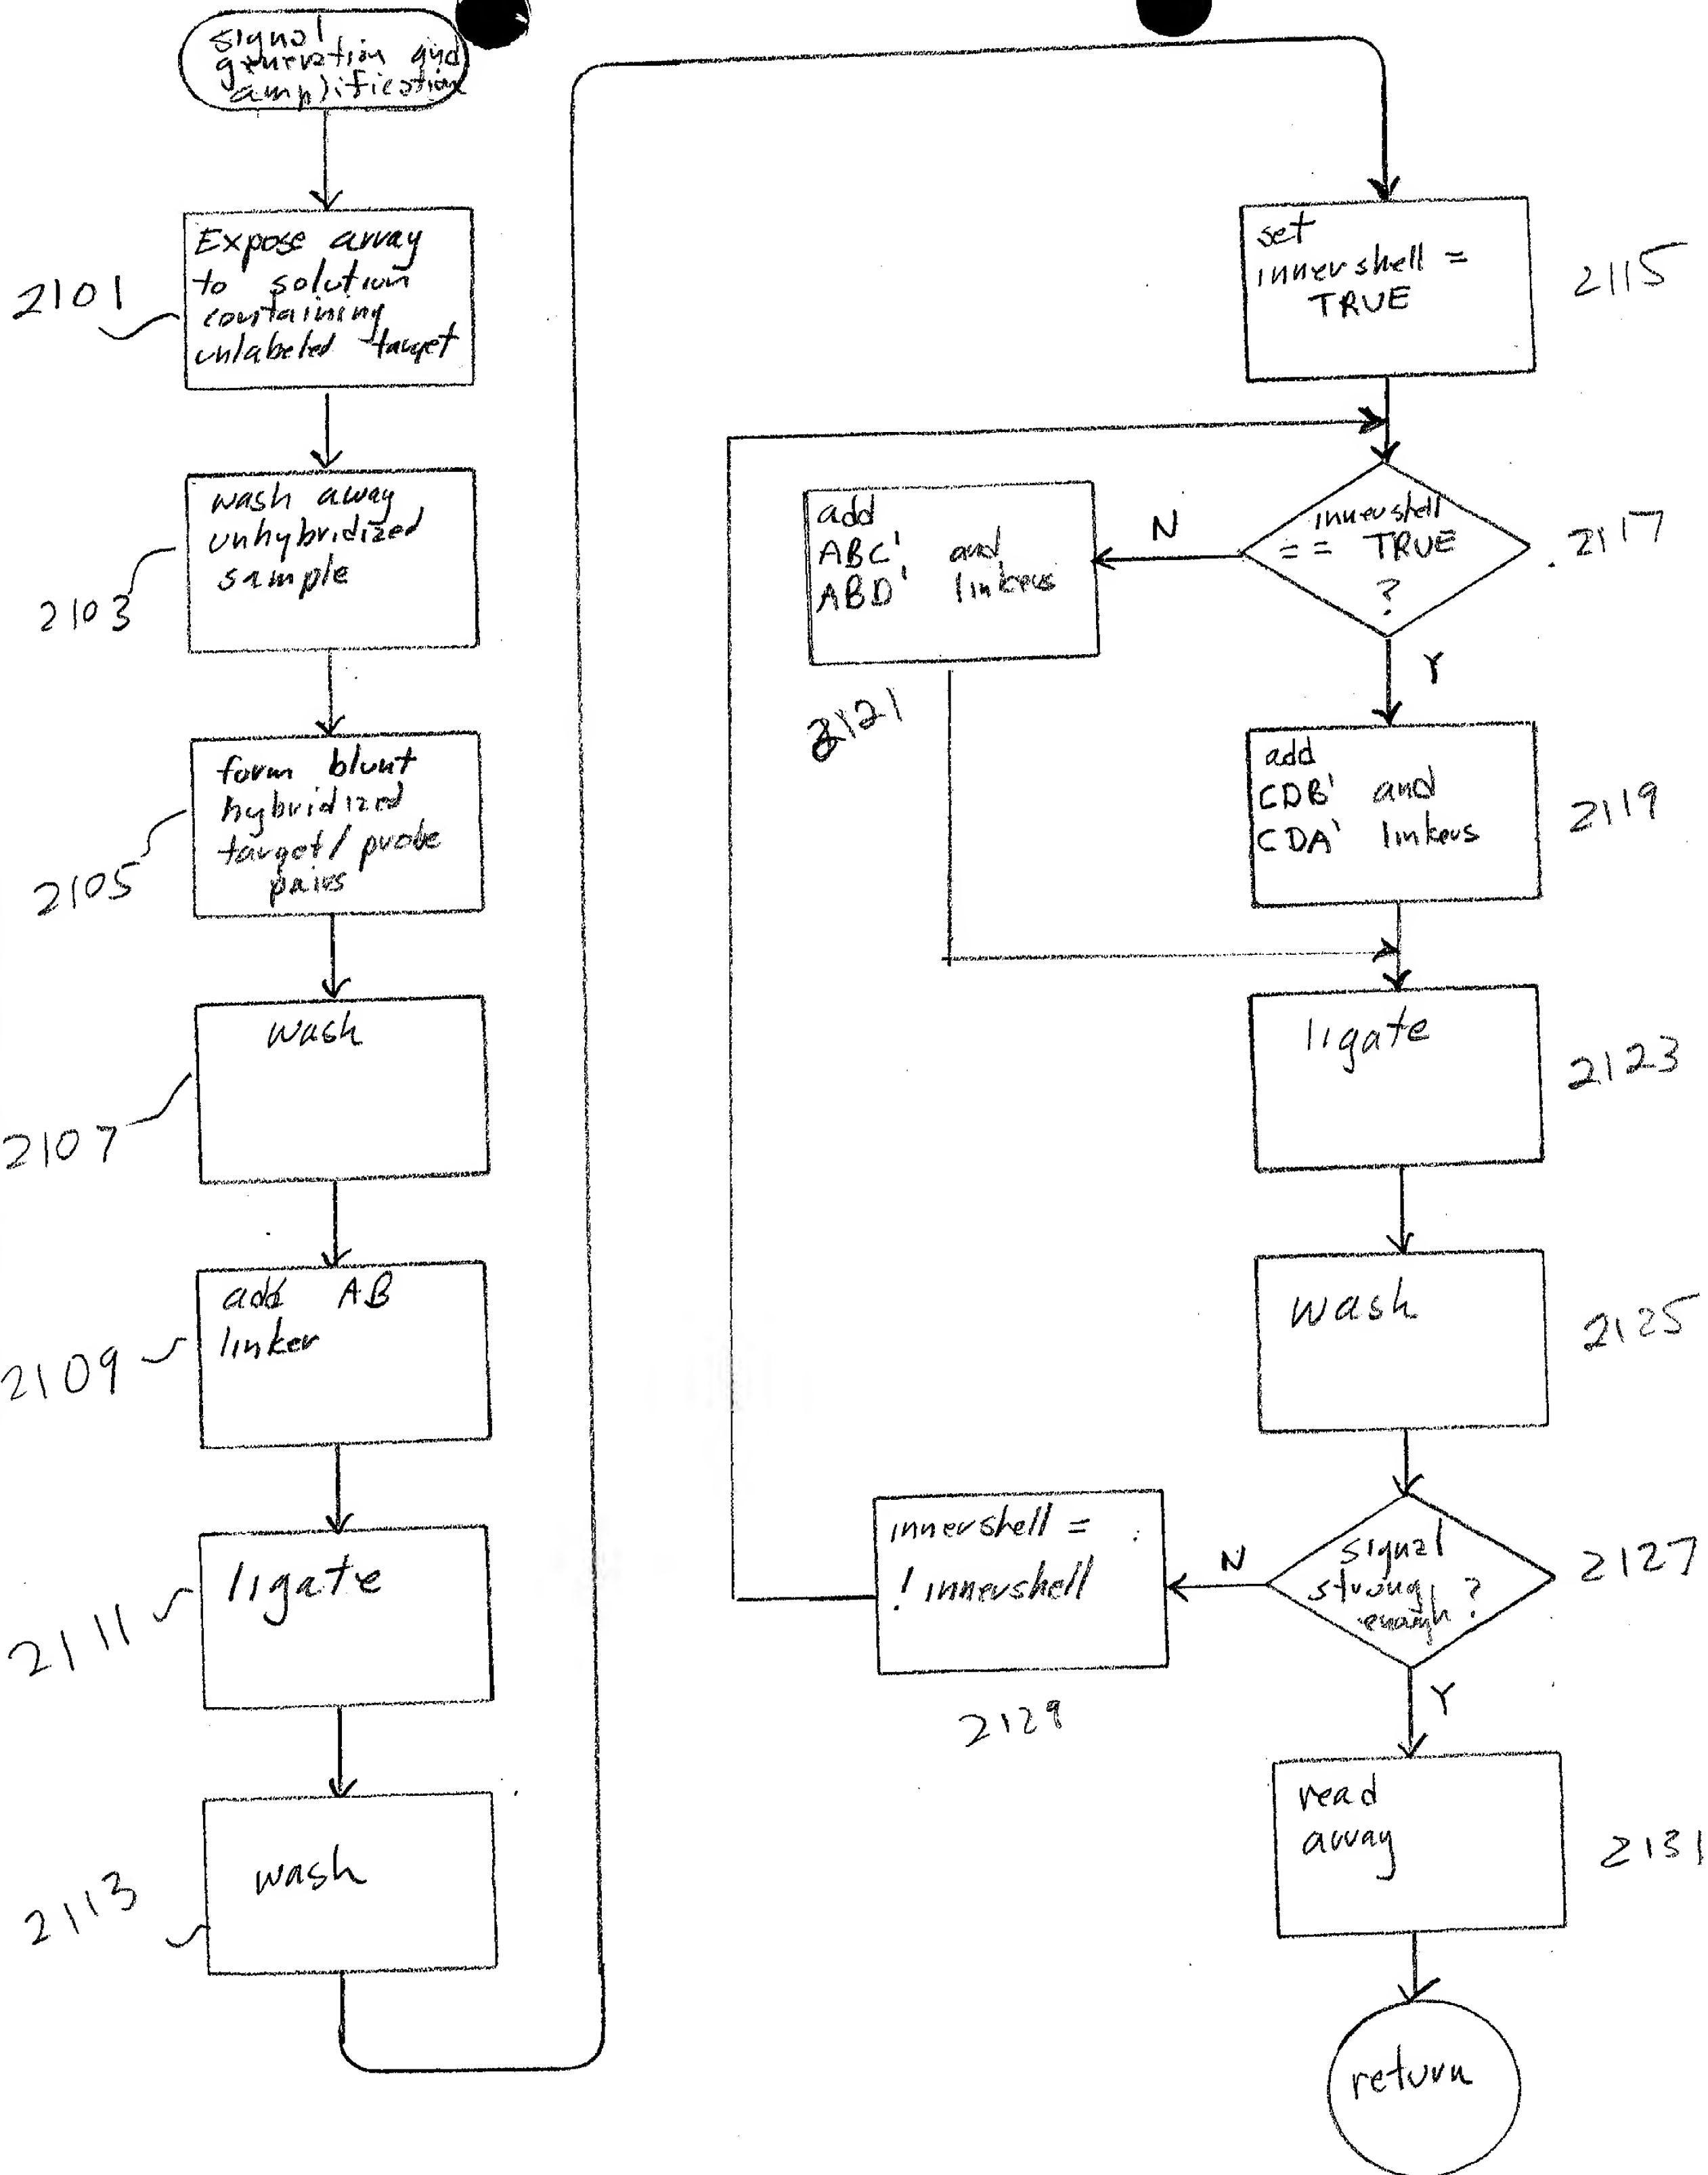 signal
generation and
amplification
2101
Expose array
to solution
containing
unlabeled target
2103
wash away
unhybridized
sample
2105
form blunt
hybridized
target/ probe
pairs
2107
wash
2109
add AB
linker
2111
ligate
2113
wash
set
innershell =
TRUE
2115
innershell
== TRUE
?
2117
N
Y
add
ABC' and
ABD' linkers
2121
add
CDB' and
CDA' linkers
2119
ligate
2123
wash
2125
signal
strong
enough ?
2127
N
Y
innershell =
! innershell
2129
read
array
2131
return